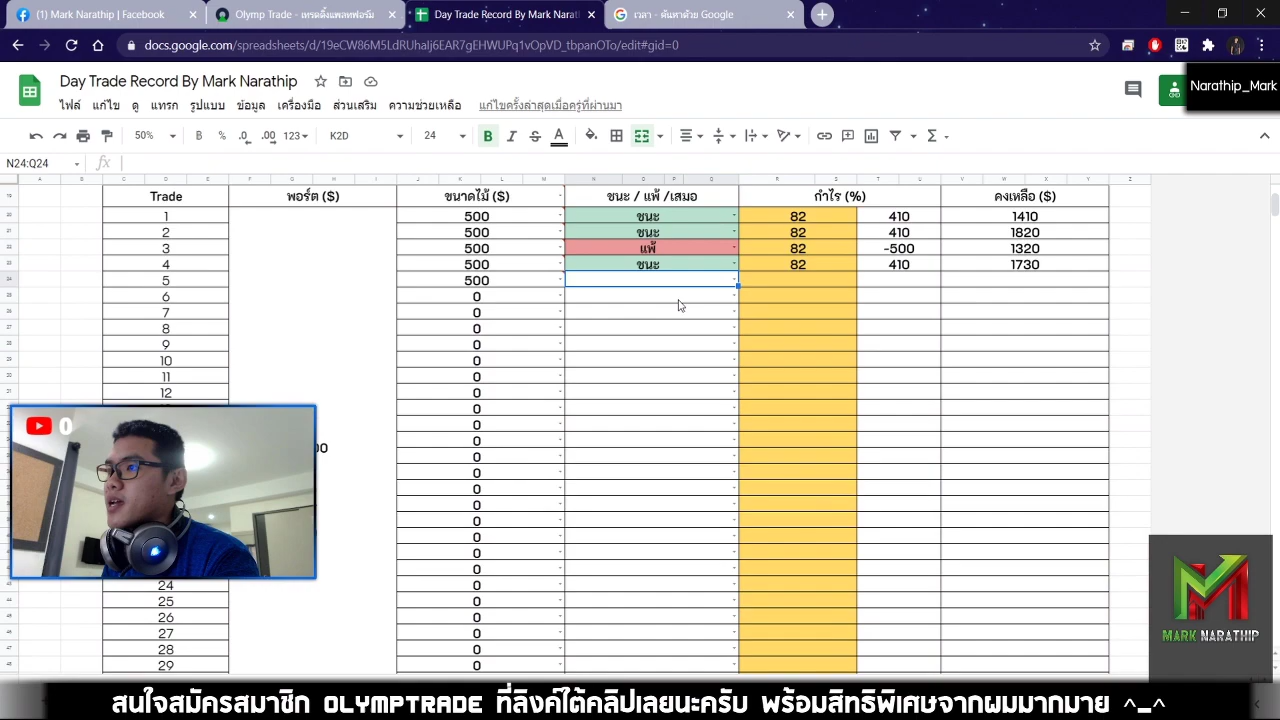 (1) Mark Narathip | Facebook
Olymp Trade - เทรดดิ้งแพลทฟอร์ม
Day Trade Record By Mark Narat
เวลา - ค้นหาด้วย Google
docs.google.com/spreadsheets/d/19eCW86M5LdRUhaIj6EAR7gEHWUPq1vOpVD_tbpanOTo/edit#gid=0
Day Trade Record By Mark Narathip
Narathip_Mark
ไฟล์ แก้ไข ดู แทรก รูปแบบ ข้อมูล เครื่องมือ ส่วนเสริม ความช่วยเหลือ แก้ไขครั้งล่าสุดเมื่อครู่ที่ผ่านมา
50% B % .0 .00 123 K2D 24 B I S A
N24:Q24 fx
Trade พอร์ต ($) ขนาดไม้ ($) ชนะ / แพ้ /เสมอ กำไร (%) คงเหลือ ($)
1 500 ชนะ 82 410 1410
2 500 ชนะ 82 410 1820
3 500 แพ้ 82 -500 1320
4 500 ชนะ 82 410 1730
5 500
6 0
7 0
8 0
9 0
10 0
11 0
12 0
0
0
0
00
0
0
0
0
0
0
0
0
24 0
25 0
26 0
27 0
28 0
29 0
0
MARK NARATHIP
สนใจสมัครสมาชิก OLYMPTRADE ที่ลิงค์ใต้คลิปเลยนะครับ พร้อมสิทธิพิเศษจากผมมากมาย ^_^